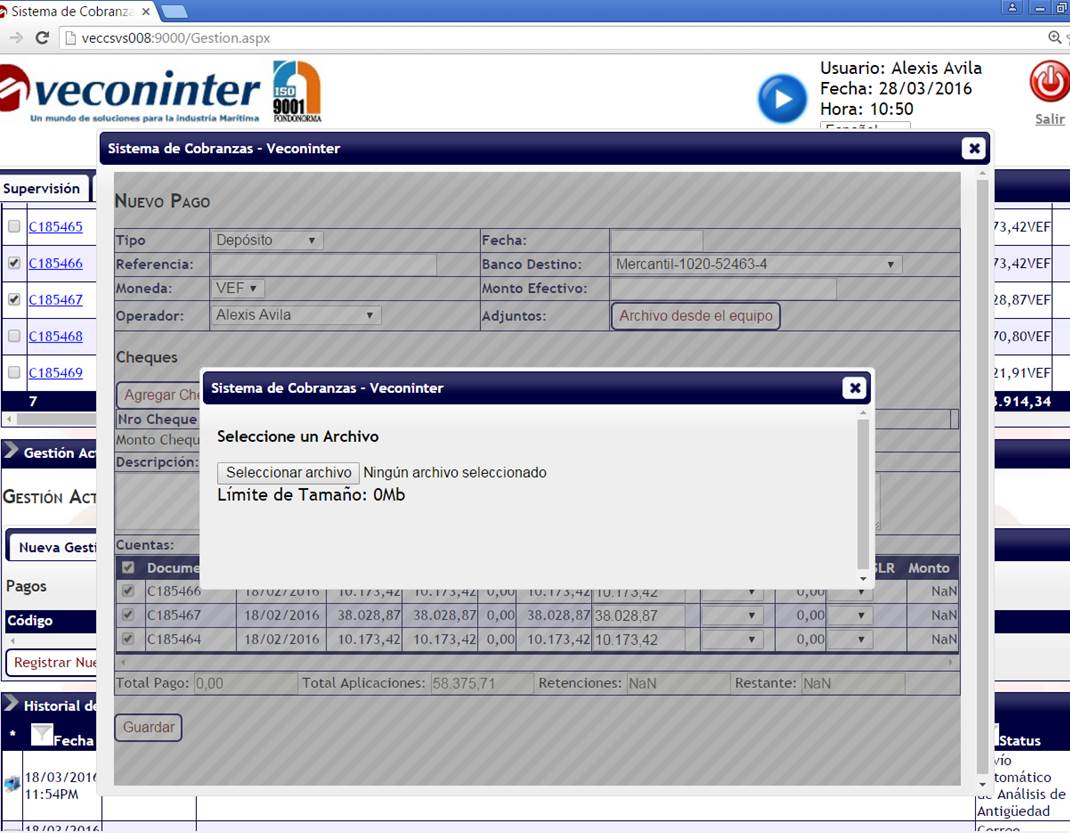 Sistema de Cobranza
veccsvs008:9000/Gestion.aspx
veconinter
Un mundo de soluciones para la industria Marítima
ISO
9001
FONDONORMA
Usuario: Alexis Avila
Fecha: 28/03/2016
Hora: 10:50
Español
Salir
Sistema de Cobranzas - Veconinter
Supervisión
C185465 73,42VEF
C185466 73,42VEF
C185467 28,87VEF
C185468 70,80VEF
C185469 21,91VEF
7 3.914,34
Nuevo Pago
Tipo Depósito Fecha:
Referencia: Banco Destino: Mercantil-1020-52463-4
Moneda: VEF Monto Efectivo:
Operador: Alexis Avila Adjuntos: Archivo desde el equipo
Cheques
Agregar Che
Nro Cheque
Monto Chequ
Descripción:
Sistema de Cobranzas - Veconinter
Seleccione un Archivo
Seleccionar archivo Ningún archivo seleccionado
Límite de Tamaño: 0Mb
Cuentas:
Docume SLR Monto
C185466 18/02/2016 10.173,42 10.173,42 0,00 10.173,42 10.173,42 0,00 NaN
C185467 18/02/2016 38.028,87 38.028,87 0,00 38.028,87 38.028,87 0,00 NaN
C185464 18/02/2016 10.173,42 10.173,42 0,00 10.173,42 10.173,42 0,00 NaN
Total Pago: 0,00 Total Aplicaciones: 58.375,71 Retenciones: NaN Restante: NaN
Guardar
Gestión Ac
Gestión Act
Nueva Gesti
Pagos
Código
Registrar Nue
Historial de
* Fecha Status
18/03/2016
11:54PM
vío
tomático
de Análisis de
Antigüedad
18/03/2016 Correo